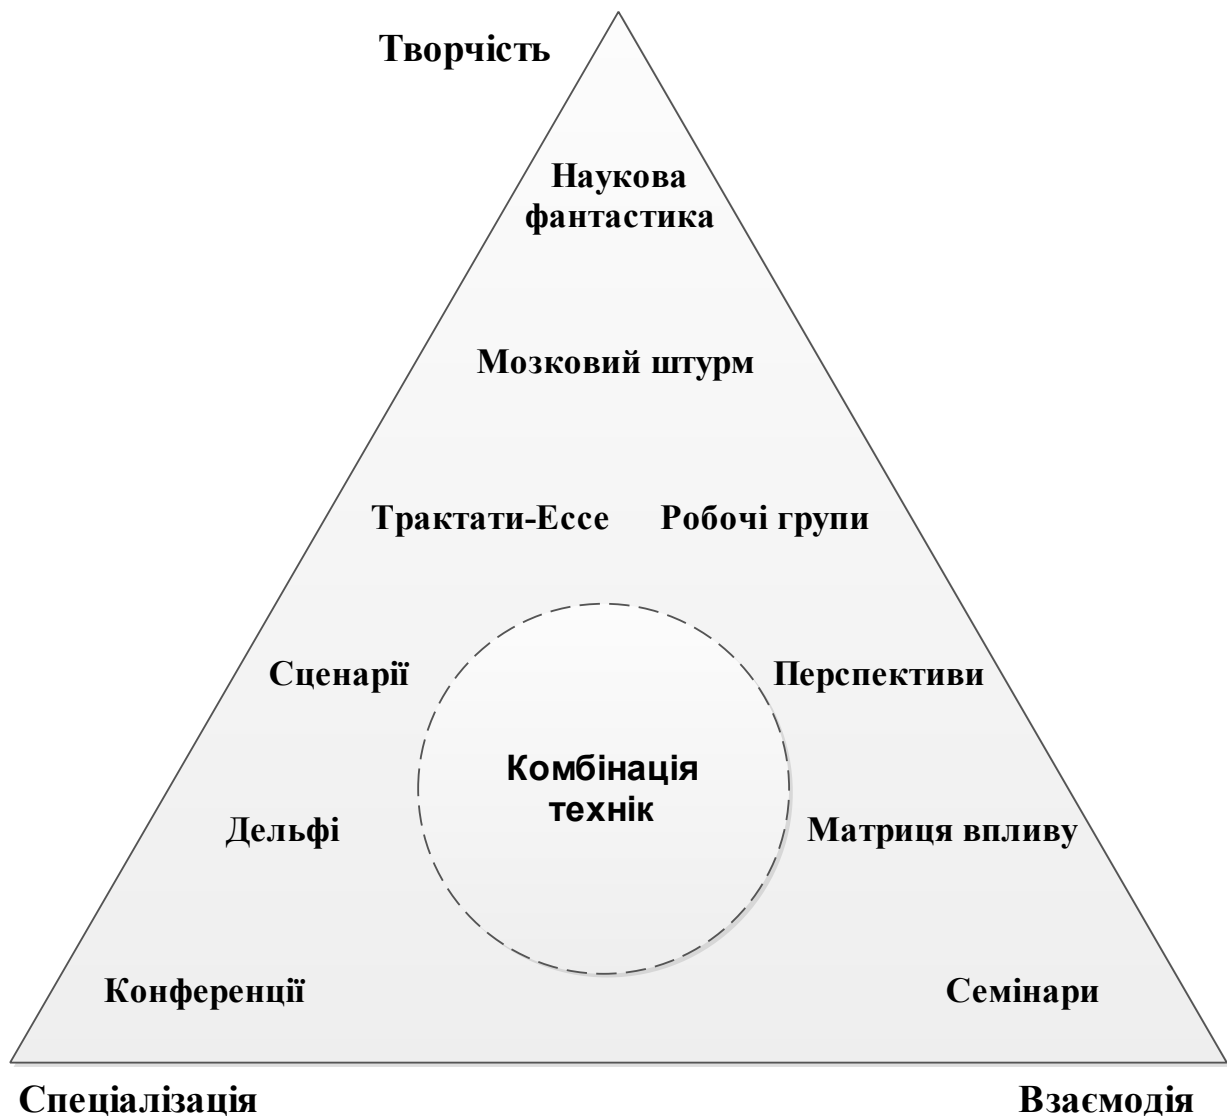 Творчість
Наукова
фантастика
Мозковий штурм
Трактати-Ессе
Робочі групи
Сценарії
Перспективи
Комбінація
технік
Дельфі
Матриця впливу
Конференції
Семінари
Спеціалізація
Взаємодія